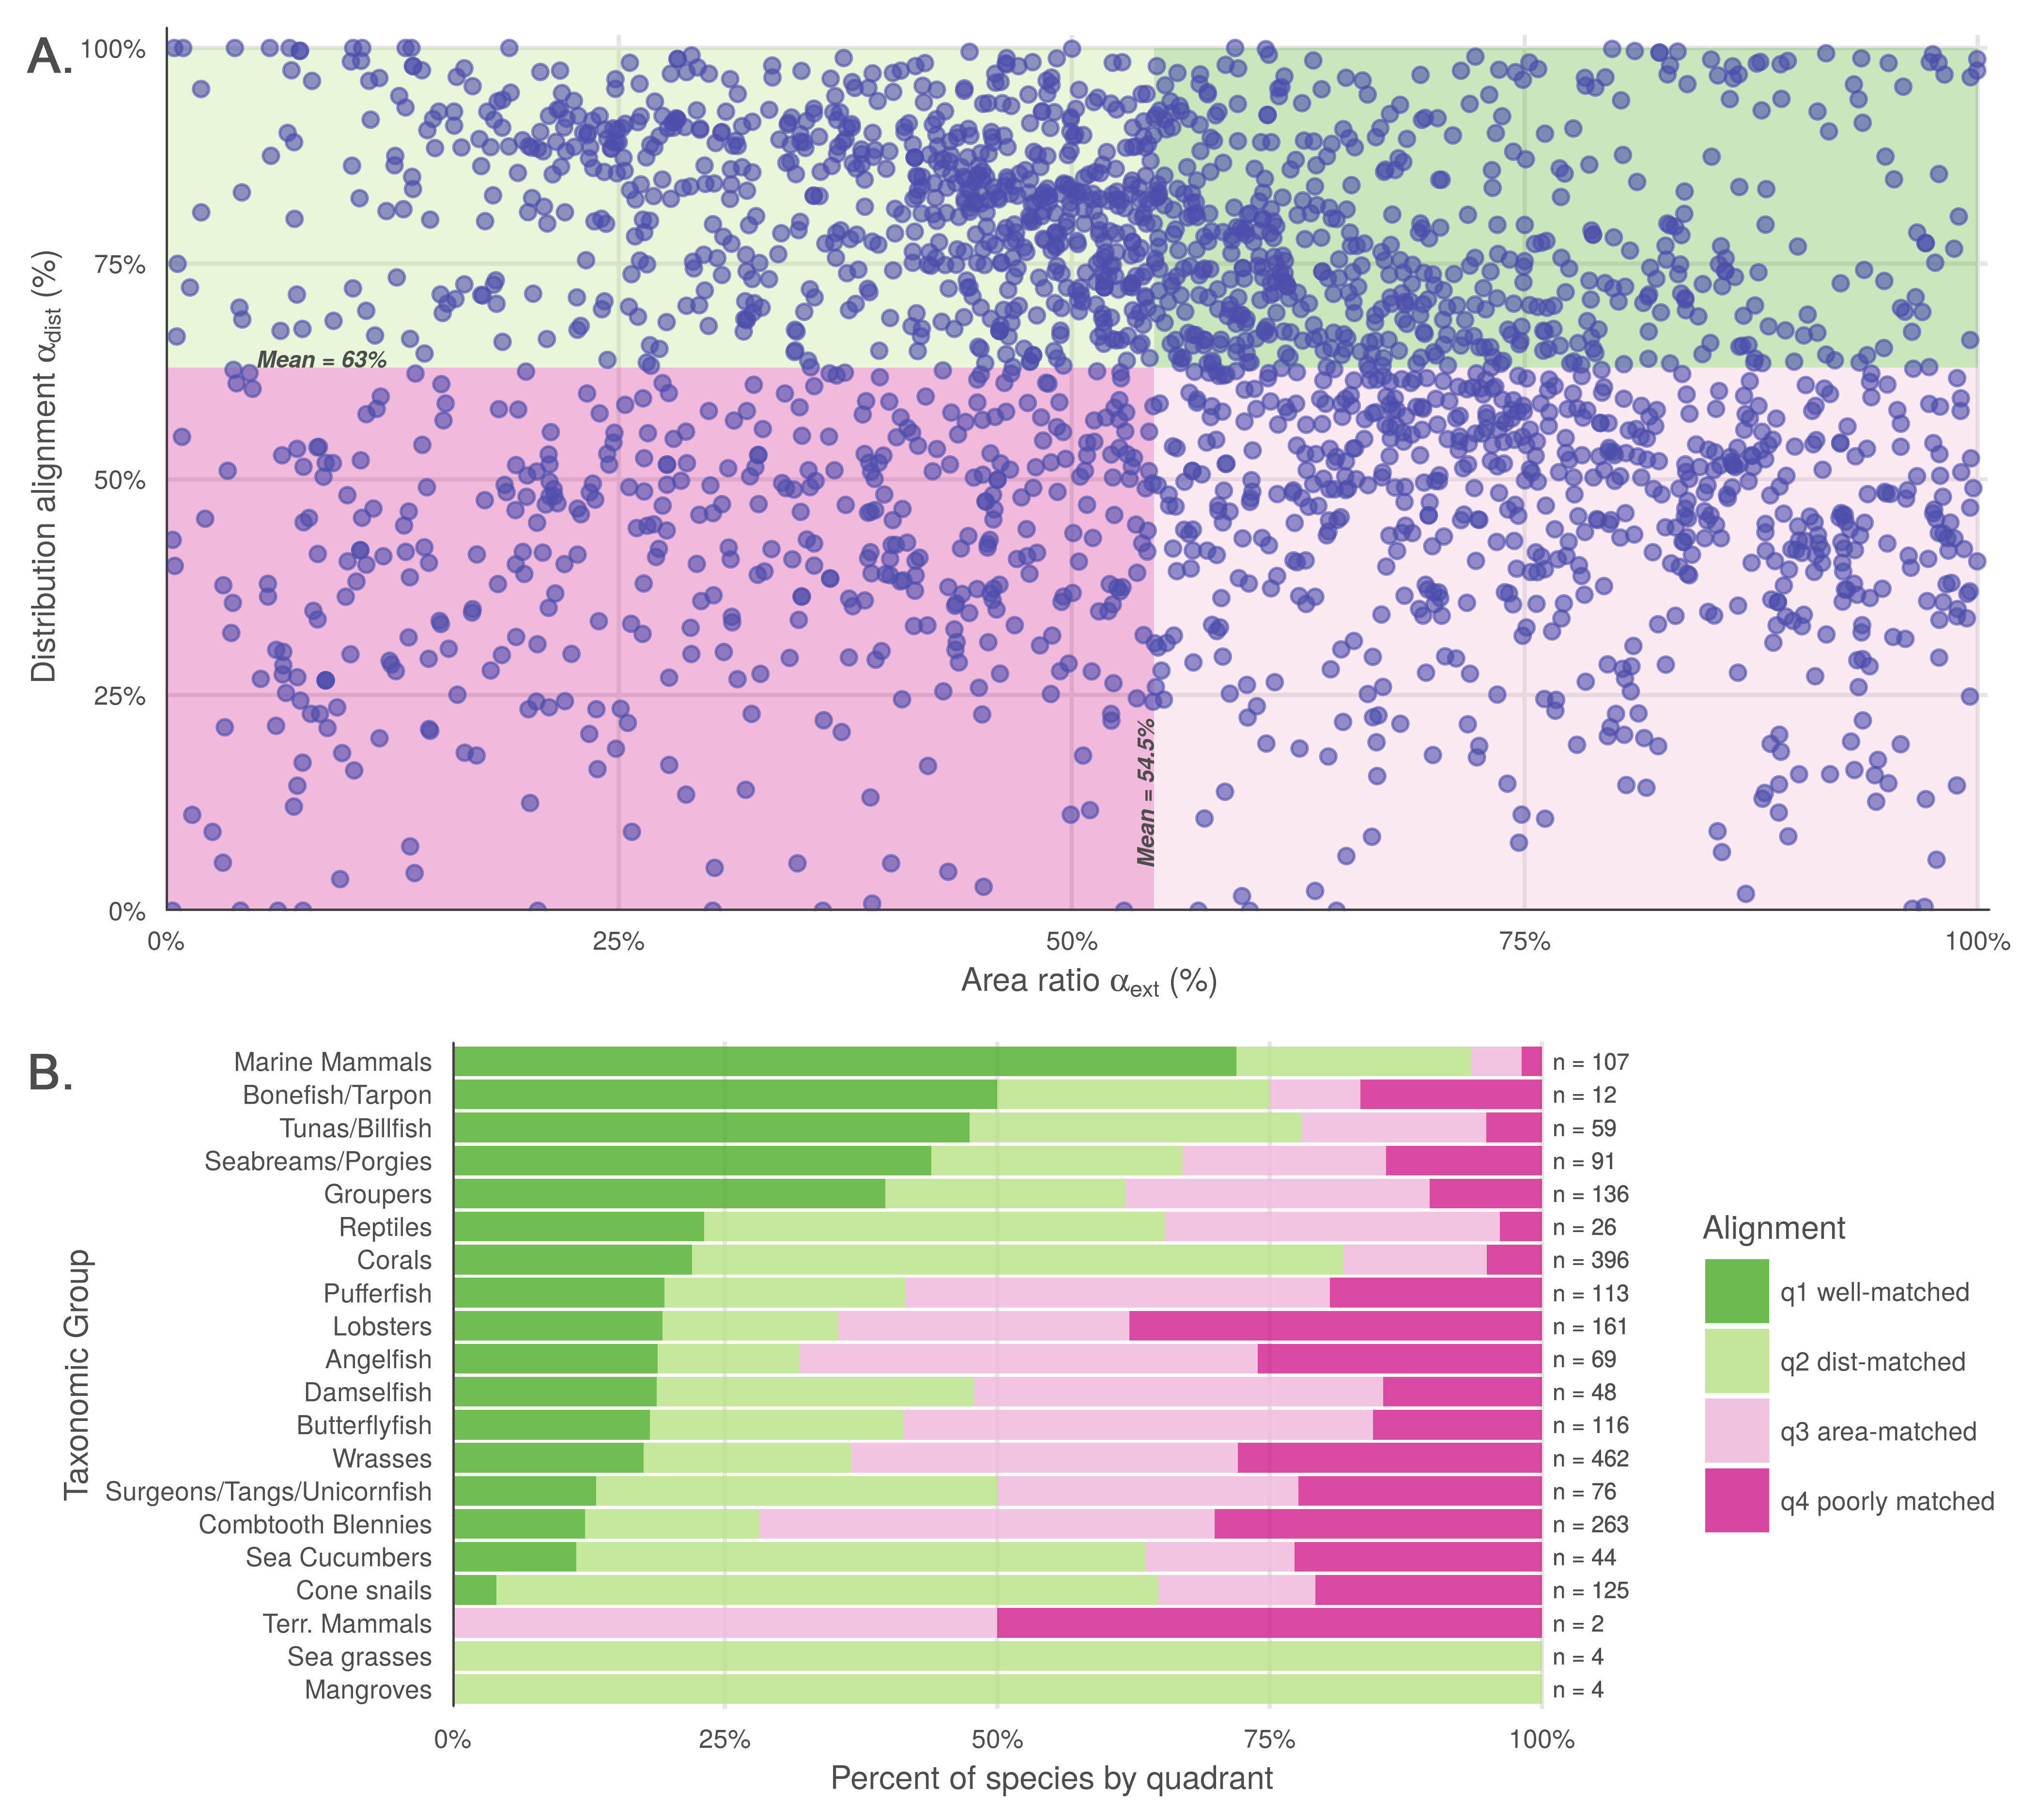 A.
100%
75%
50%
25%
0%
Distribution alignment αdist (%)
Mean = 63%
Mean = 54.5%
0%
25%
50%
75%
100%
Area ratio αext (%)
B.
Taxonomic Group
Marine Mammals
n = 107
Bonefish/Tarpon
n = 12
Tunas/Billfish
n = 59
Seabreams/Porgies
n = 91
Groupers
n = 136
Reptiles
n = 26
Corals
n = 396
Pufferfish
n = 113
Lobsters
n = 161
Angelfish
n = 69
Damselfish
n = 48
Butterflyfish
n = 116
Wrasses
n = 462
Surgeons/Tangs/Unicornfish
n = 76
Combtooth Blennies
n = 263
Sea Cucumbers
n = 44
Cone snails
n = 125
Terr. Mammals
n = 2
Sea grasses
n = 4
Mangroves
n = 4
0%
25%
50%
75%
100%
Percent of species by quadrant
Alignment
q1 well-matched
q2 dist-matched
q3 area-matched
q4 poorly matched